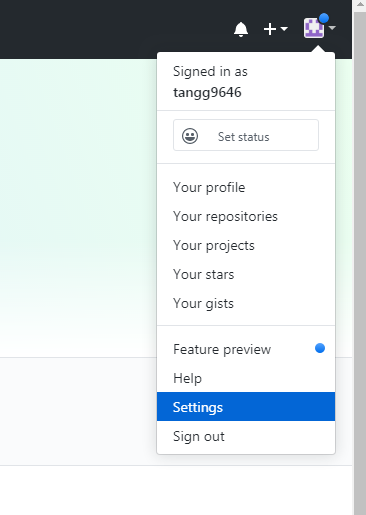 Signed in as
tangg9646
Set status
Your profile
Your repositories
Your projects
Your stars
Your gists
Feature preview
Help
Settings
Sign out